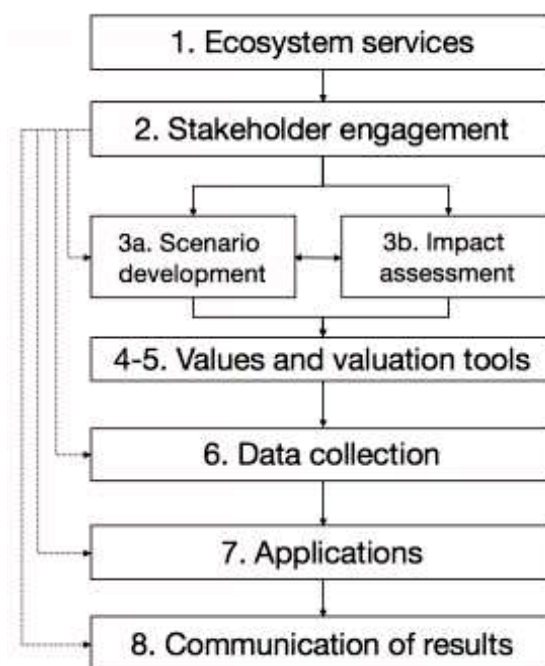 1. Ecosystem services
2. Stakeholder engagement
3a. Scenario
development
3b. Impact
assessment
4-5. Values and valuation tools
6. Data collection
7. Applications
8. Communication of results